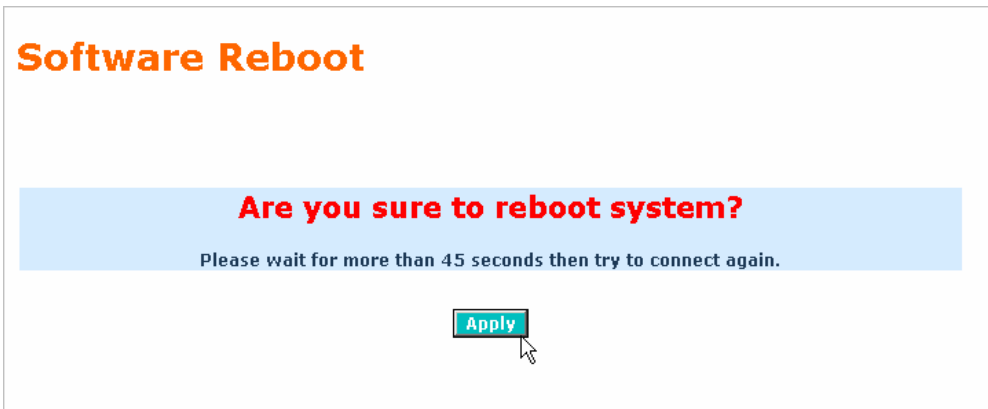 Software Reboot
Are you sure to reboot system?
Please wait for more than 45 seconds then try to connect again.
Apply